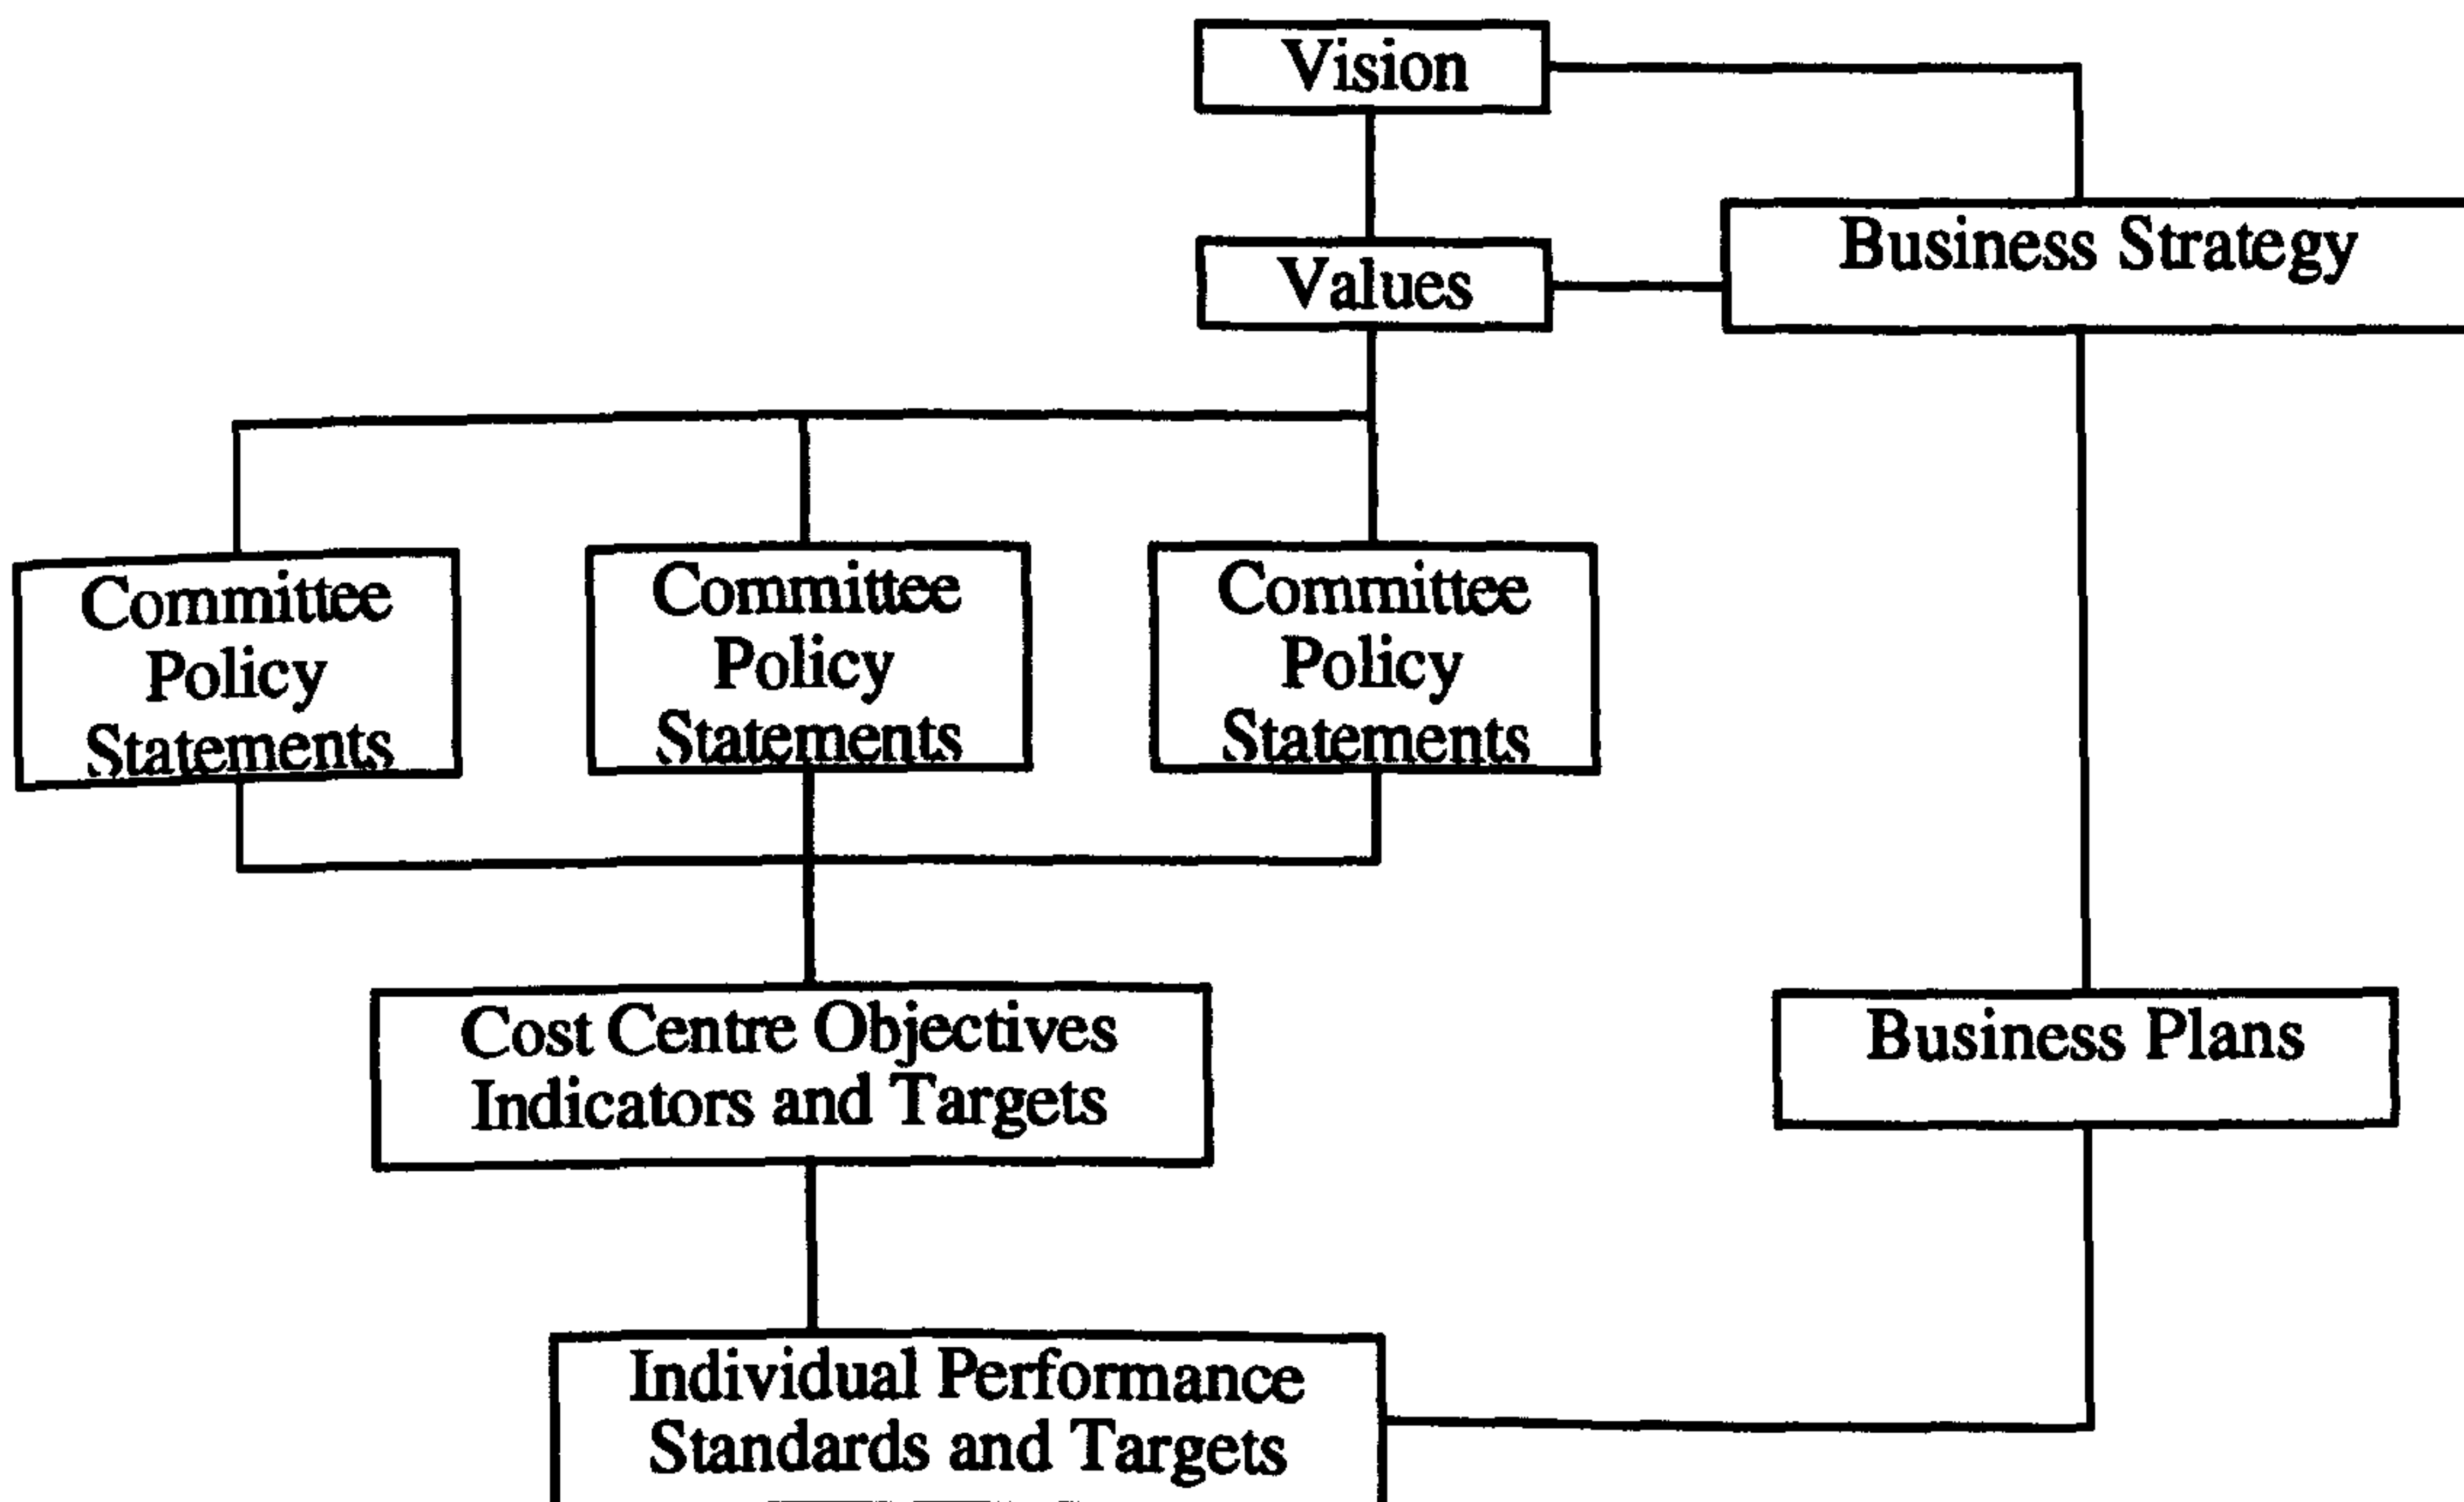 Vision
Values
Business Strategy
Committee
Policy
Statements
Committee
Policy
Statements
Committee
Policy
Statements
Cost Centre Objectives
Indicators and Targets
Business Plans
Individual Performance
Standards and Targets